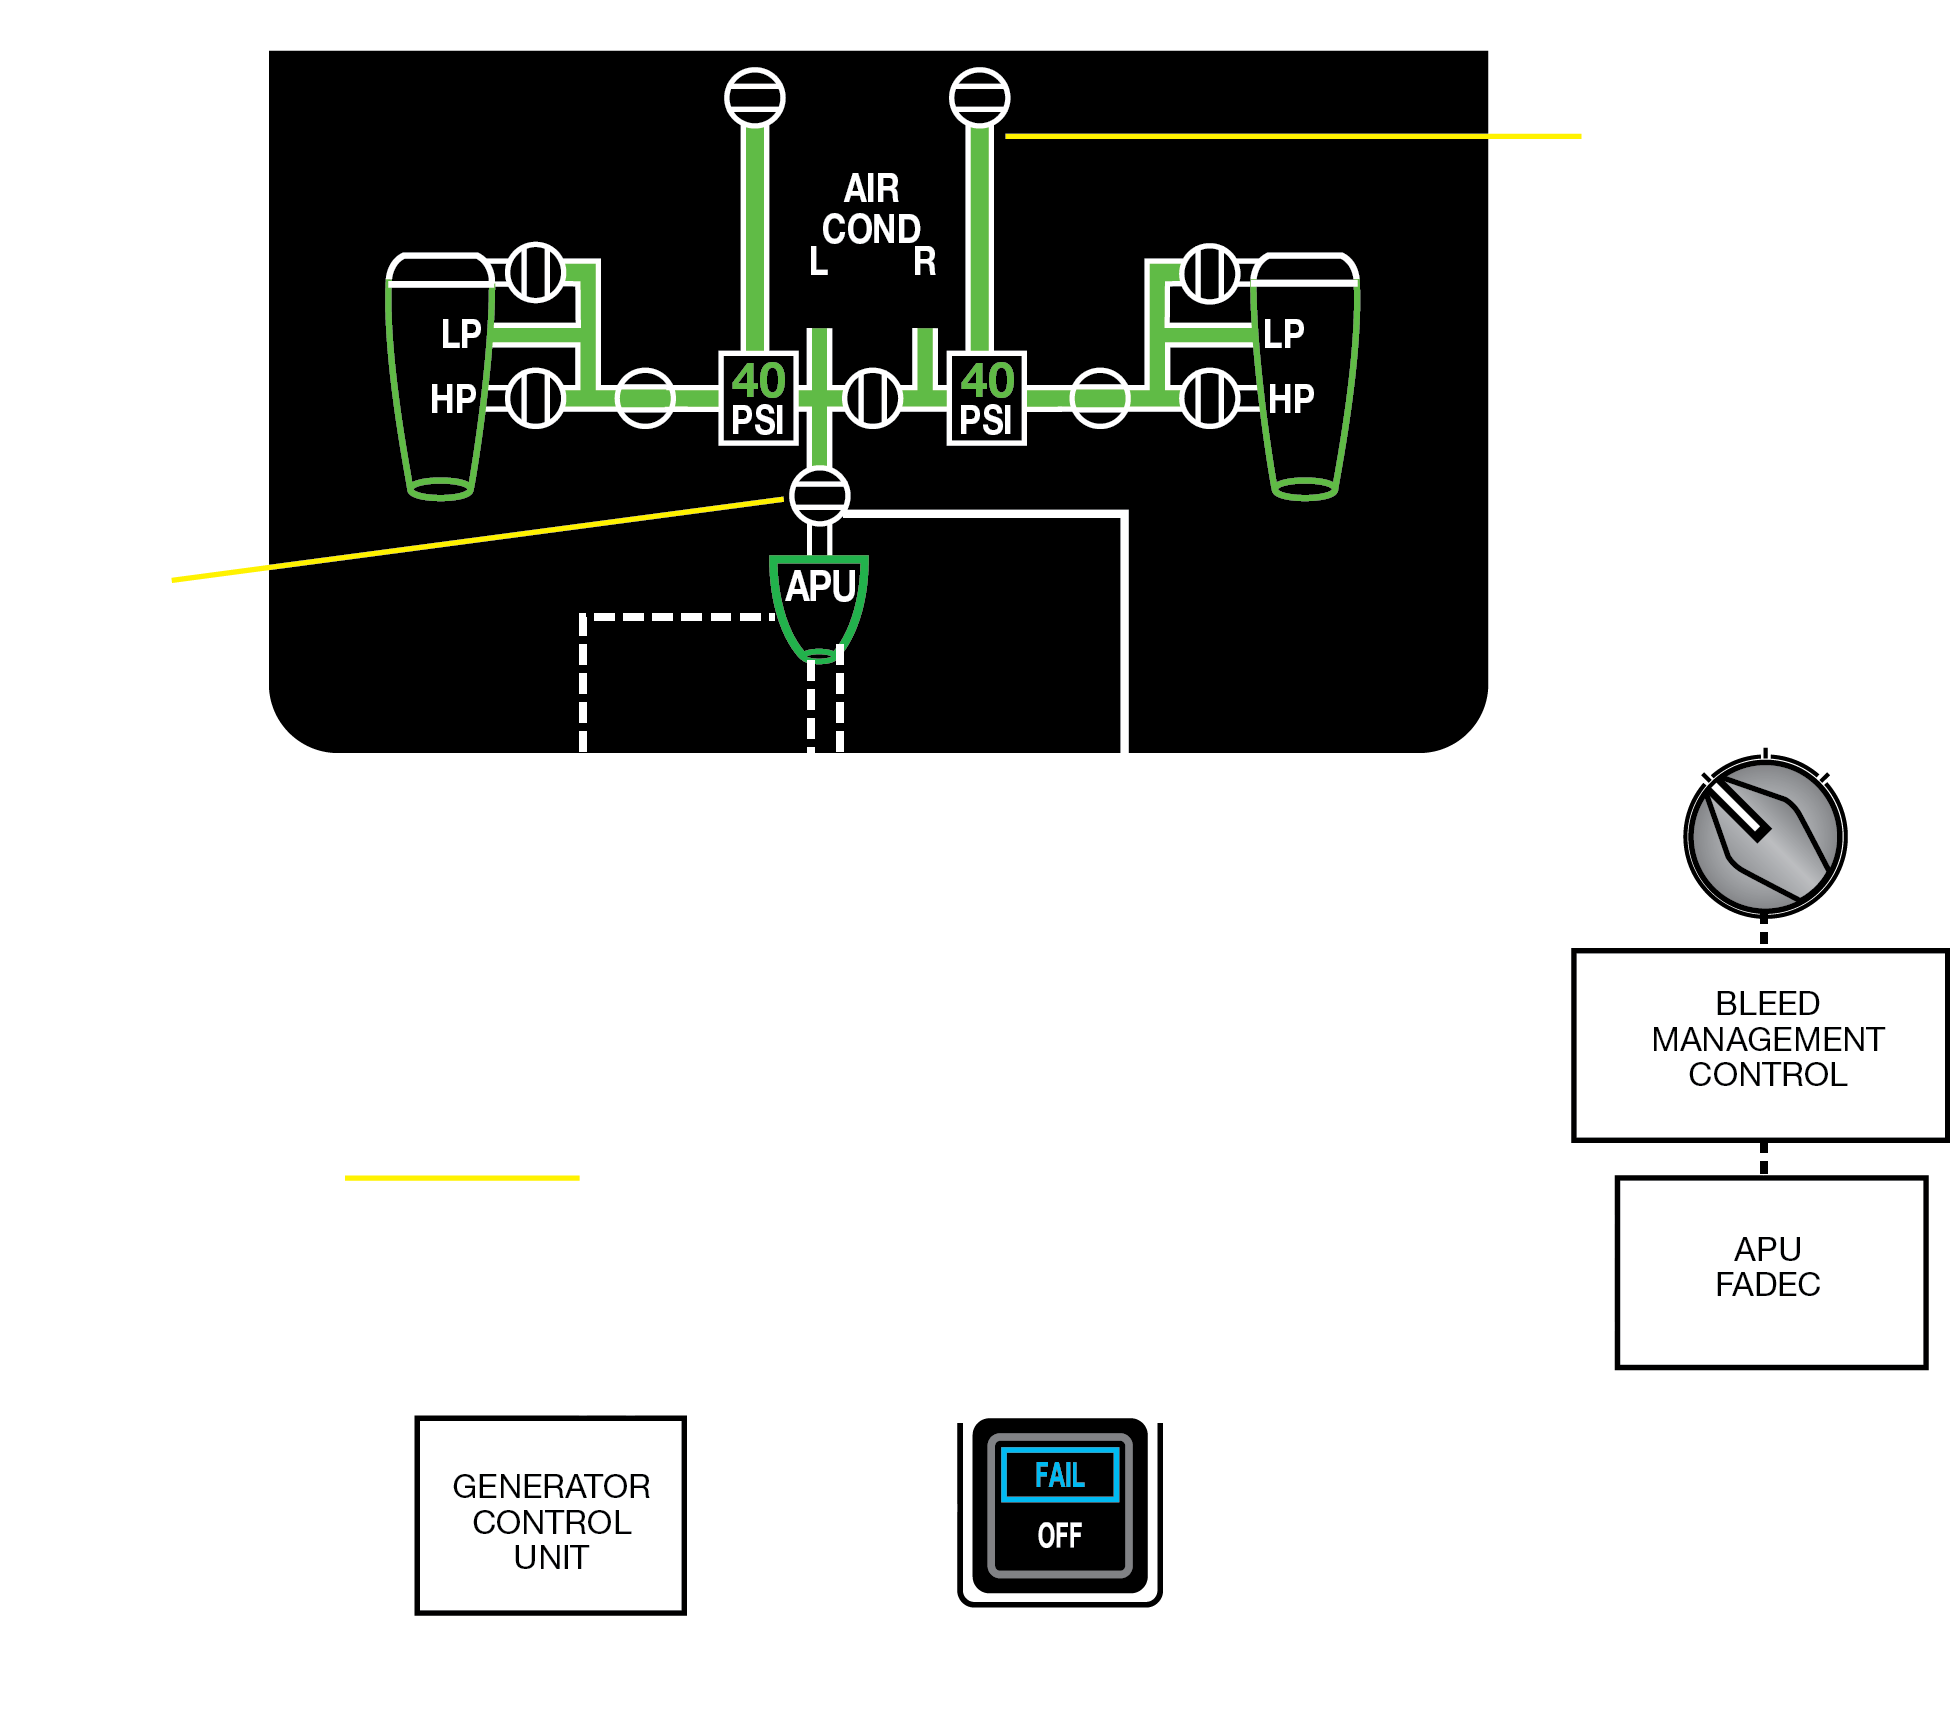 AIR
COND
L R
LP
LP
40
PSI
40
PSI
HP
HP
APU
BLEED
MANAGEMENT
CONTROL
APU
FADEC
GENERATOR
CONTROL
UNIT
FAIL
OFF